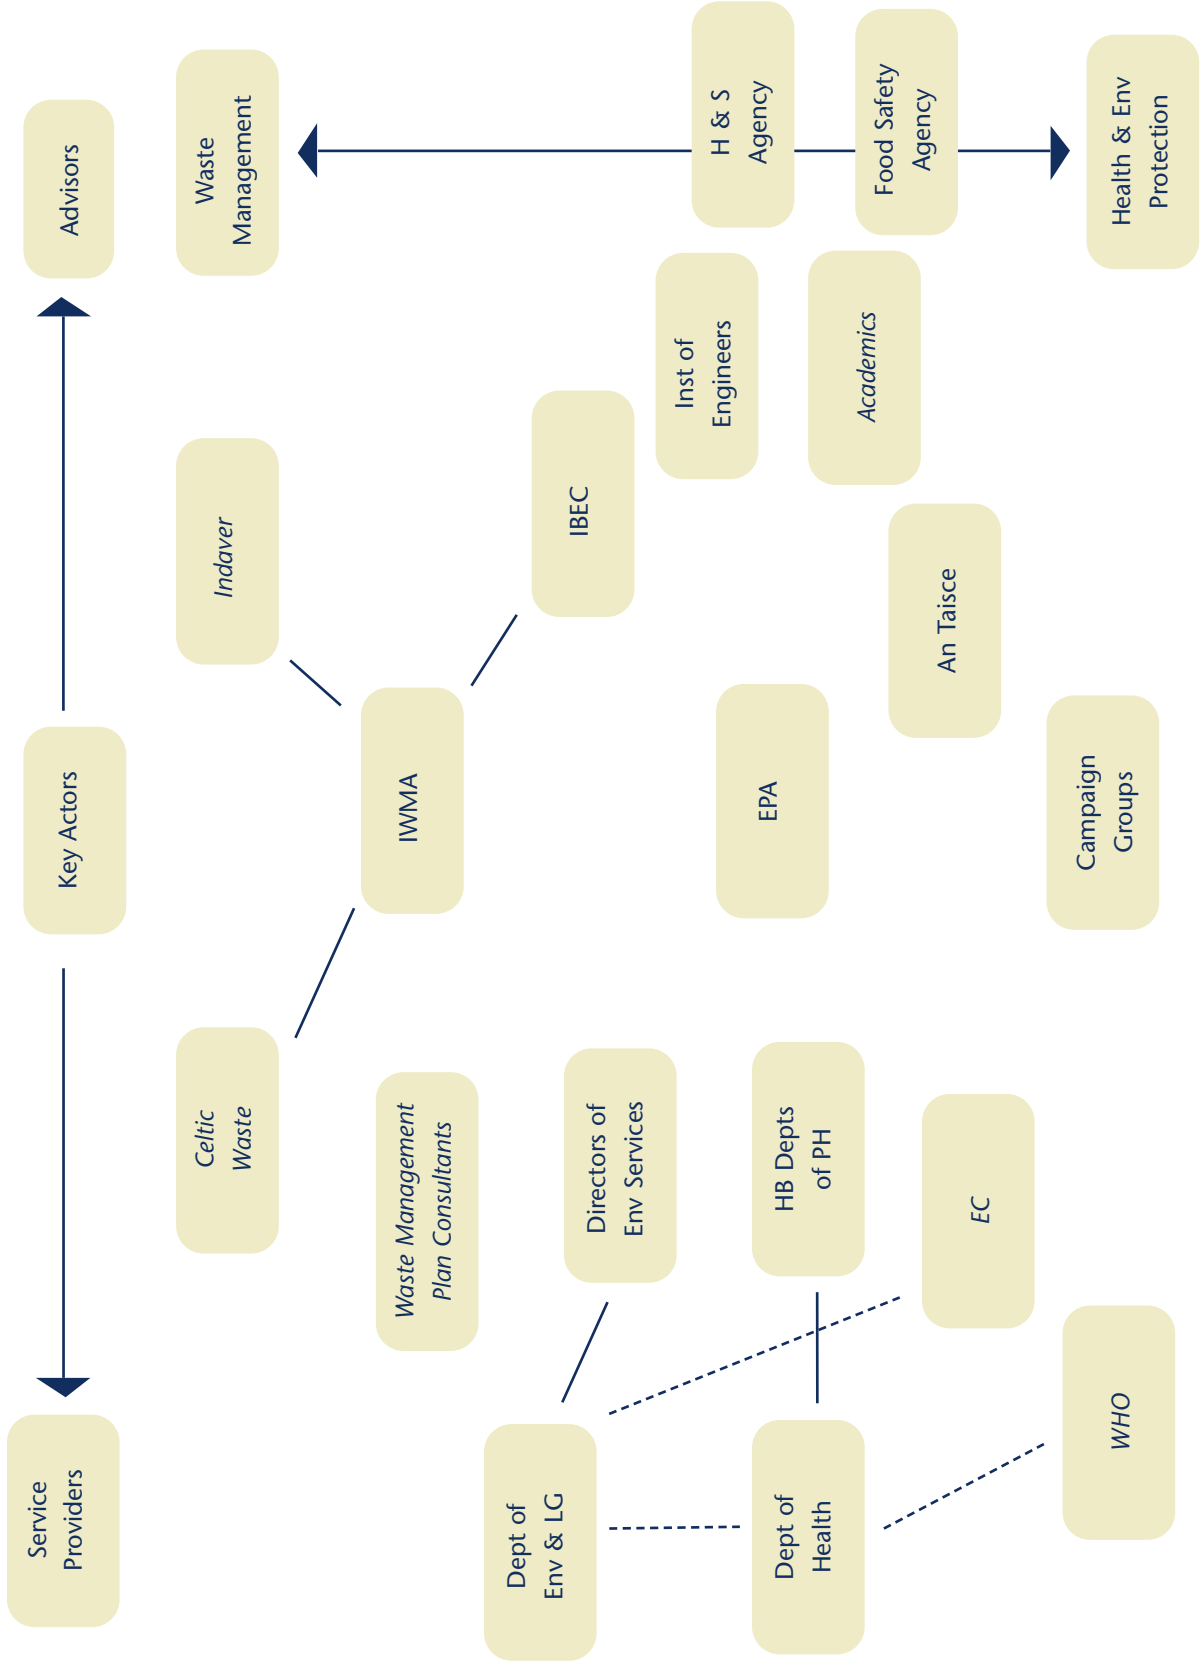 Service
Providers
Key Actors
Advisors
Celtic
Waste
Indaver
Waste
Management
Waste Management
Plan Consultants
IWMA
Dept of
Env & LG
Directors of
Env Services
IBEC
Inst of
Engineers
H & S
Agency
Dept of
Health
HB Depts
of PH
EPA
Academics
Food Safety
Agency
EC
An Taisce
WHO
Campaign
Groups
Health & Env
Protection